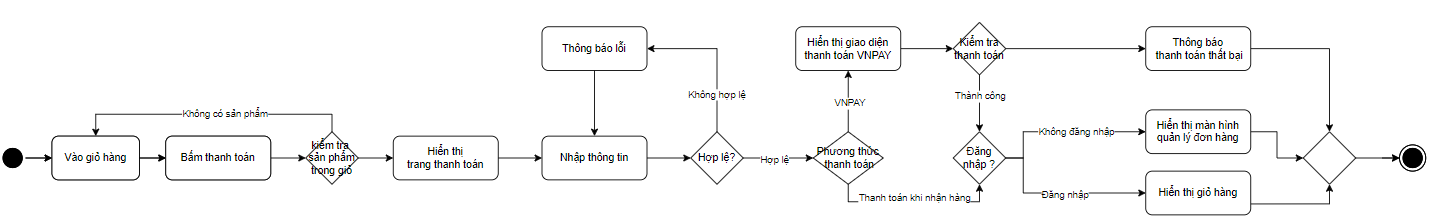 Không có sản phẩm
Vào giỏ hàng
Bấm thanh toán
kiểm tra
sản phẩm
trong giỏ
Hiển thị
trang thanh toán
Thông báo lỗi
Nhập thông tin
Không hợp lệ
Hợp lệ?
Hợp lệ
Hiển thị giao diện
thanh toán VNPAY
VNPAY
Phương thức
thanh toán
Thanh toán khi nhận hàng
Kiểm tra
thanh toán
Thành công
Đăng
nhập ?
Thông báo
thanh toán thất bại
Không đăng nhập
Hiển thị màn hình
quản lý đơn hàng
Đăng nhập
Hiển thị giỏ hàng